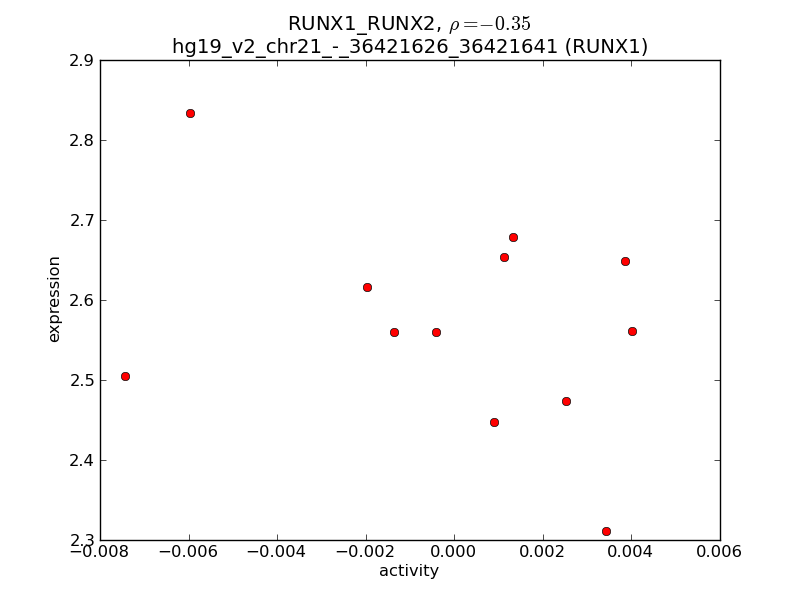 RUNX1_RUNX2, ρ=−0.35
hg19_v2_chr21_-_36421626_36421641 (RUNX1)
2.9
2.8
2.7
2.6
2.5
2.4
2.3
expression
−0.008 −0.006 −0.004 −0.002 0.000 0.002 0.004 0.006
activity